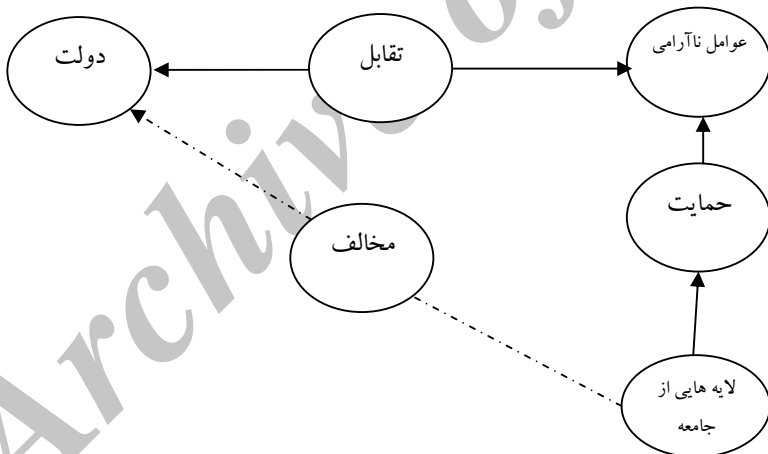 عوامل ناآرامی
تقابل
دولت
حمایت
مخالف
لایه هایی از
جامعه
Archive of